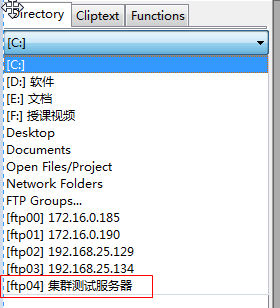 Directory Cliptext Functions
[C:]
[C:]
[D:] 软件
[E:] 文档
[F:] 授课视频
Desktop
Documents
Open Files/Project
Network Folders
FTP Groups...
[ftp00] 172.16.0.185
[ftp01] 172.16.0.190
[ftp02] 192.168.25.129
[ftp03] 192.168.25.134
[ftp04] 集群测试服务器